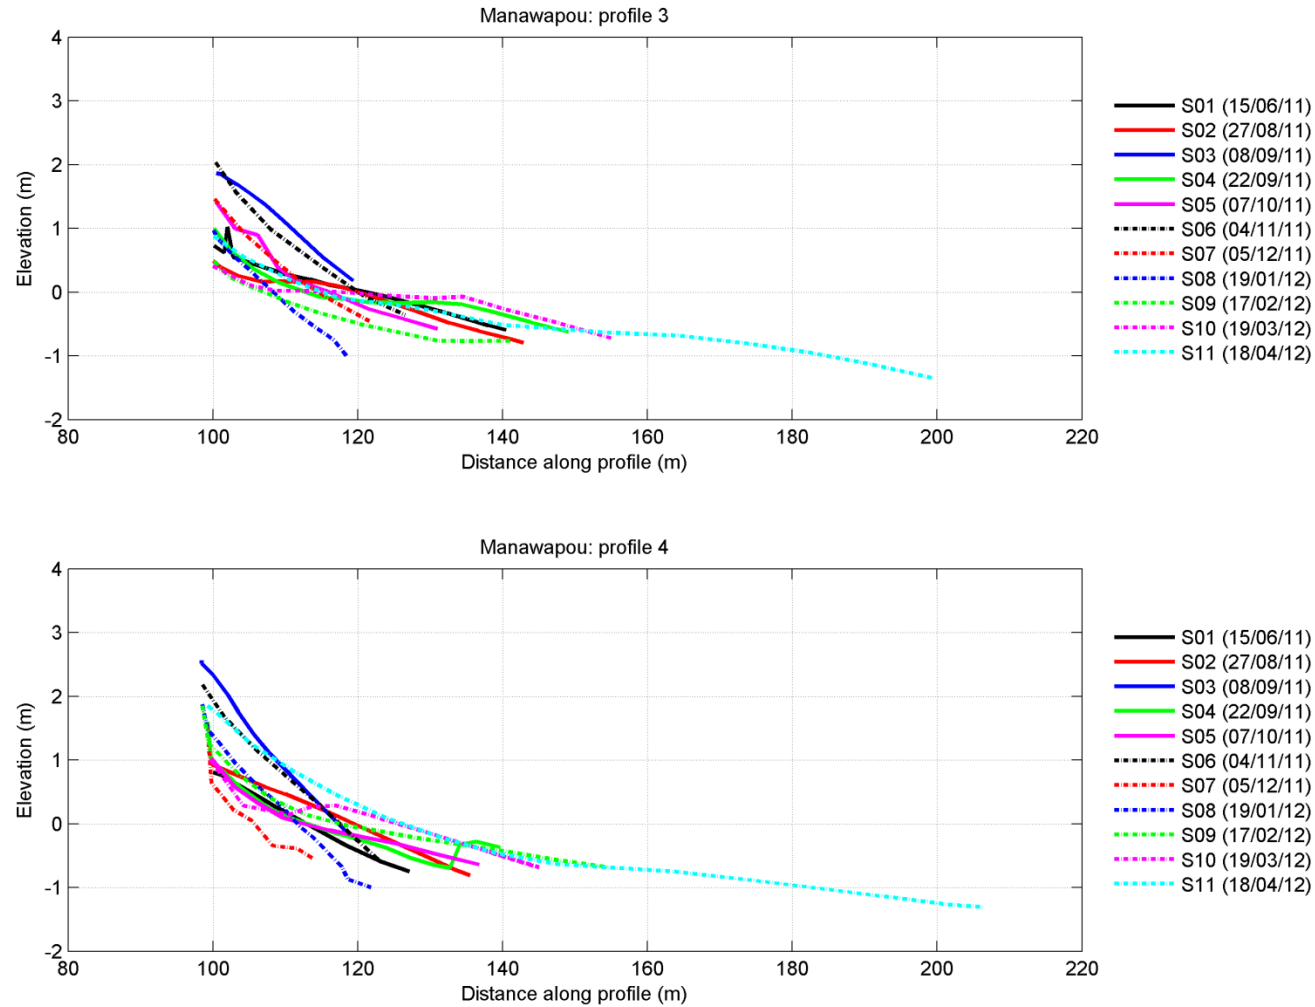 Manawapou: profile 3
4
3
2
1
0
-1
-2
Elevation (m)
80 100 120 140 160 180 200 220
Distance along profile (m)
S01 (15/06/11)
S02 (27/08/11)
S03 (08/09/11)
S04 (22/09/11)
S05 (07/10/11)
S06 (04/11/11)
S07 (05/12/11)
S08 (19/01/12)
S09 (17/02/12)
S10 (19/03/12)
S11 (18/04/12)
Manawapou: profile 4
4
3
2
1
0
-1
-2
Elevation (m)
80 100 120 140 160 180 200 220
Distance along profile (m)
S01 (15/06/11)
S02 (27/08/11)
S03 (08/09/11)
S04 (22/09/11)
S05 (07/10/11)
S06 (04/11/11)
S07 (05/12/11)
S08 (19/01/12)
S09 (17/02/12)
S10 (19/03/12)
S11 (18/04/12)